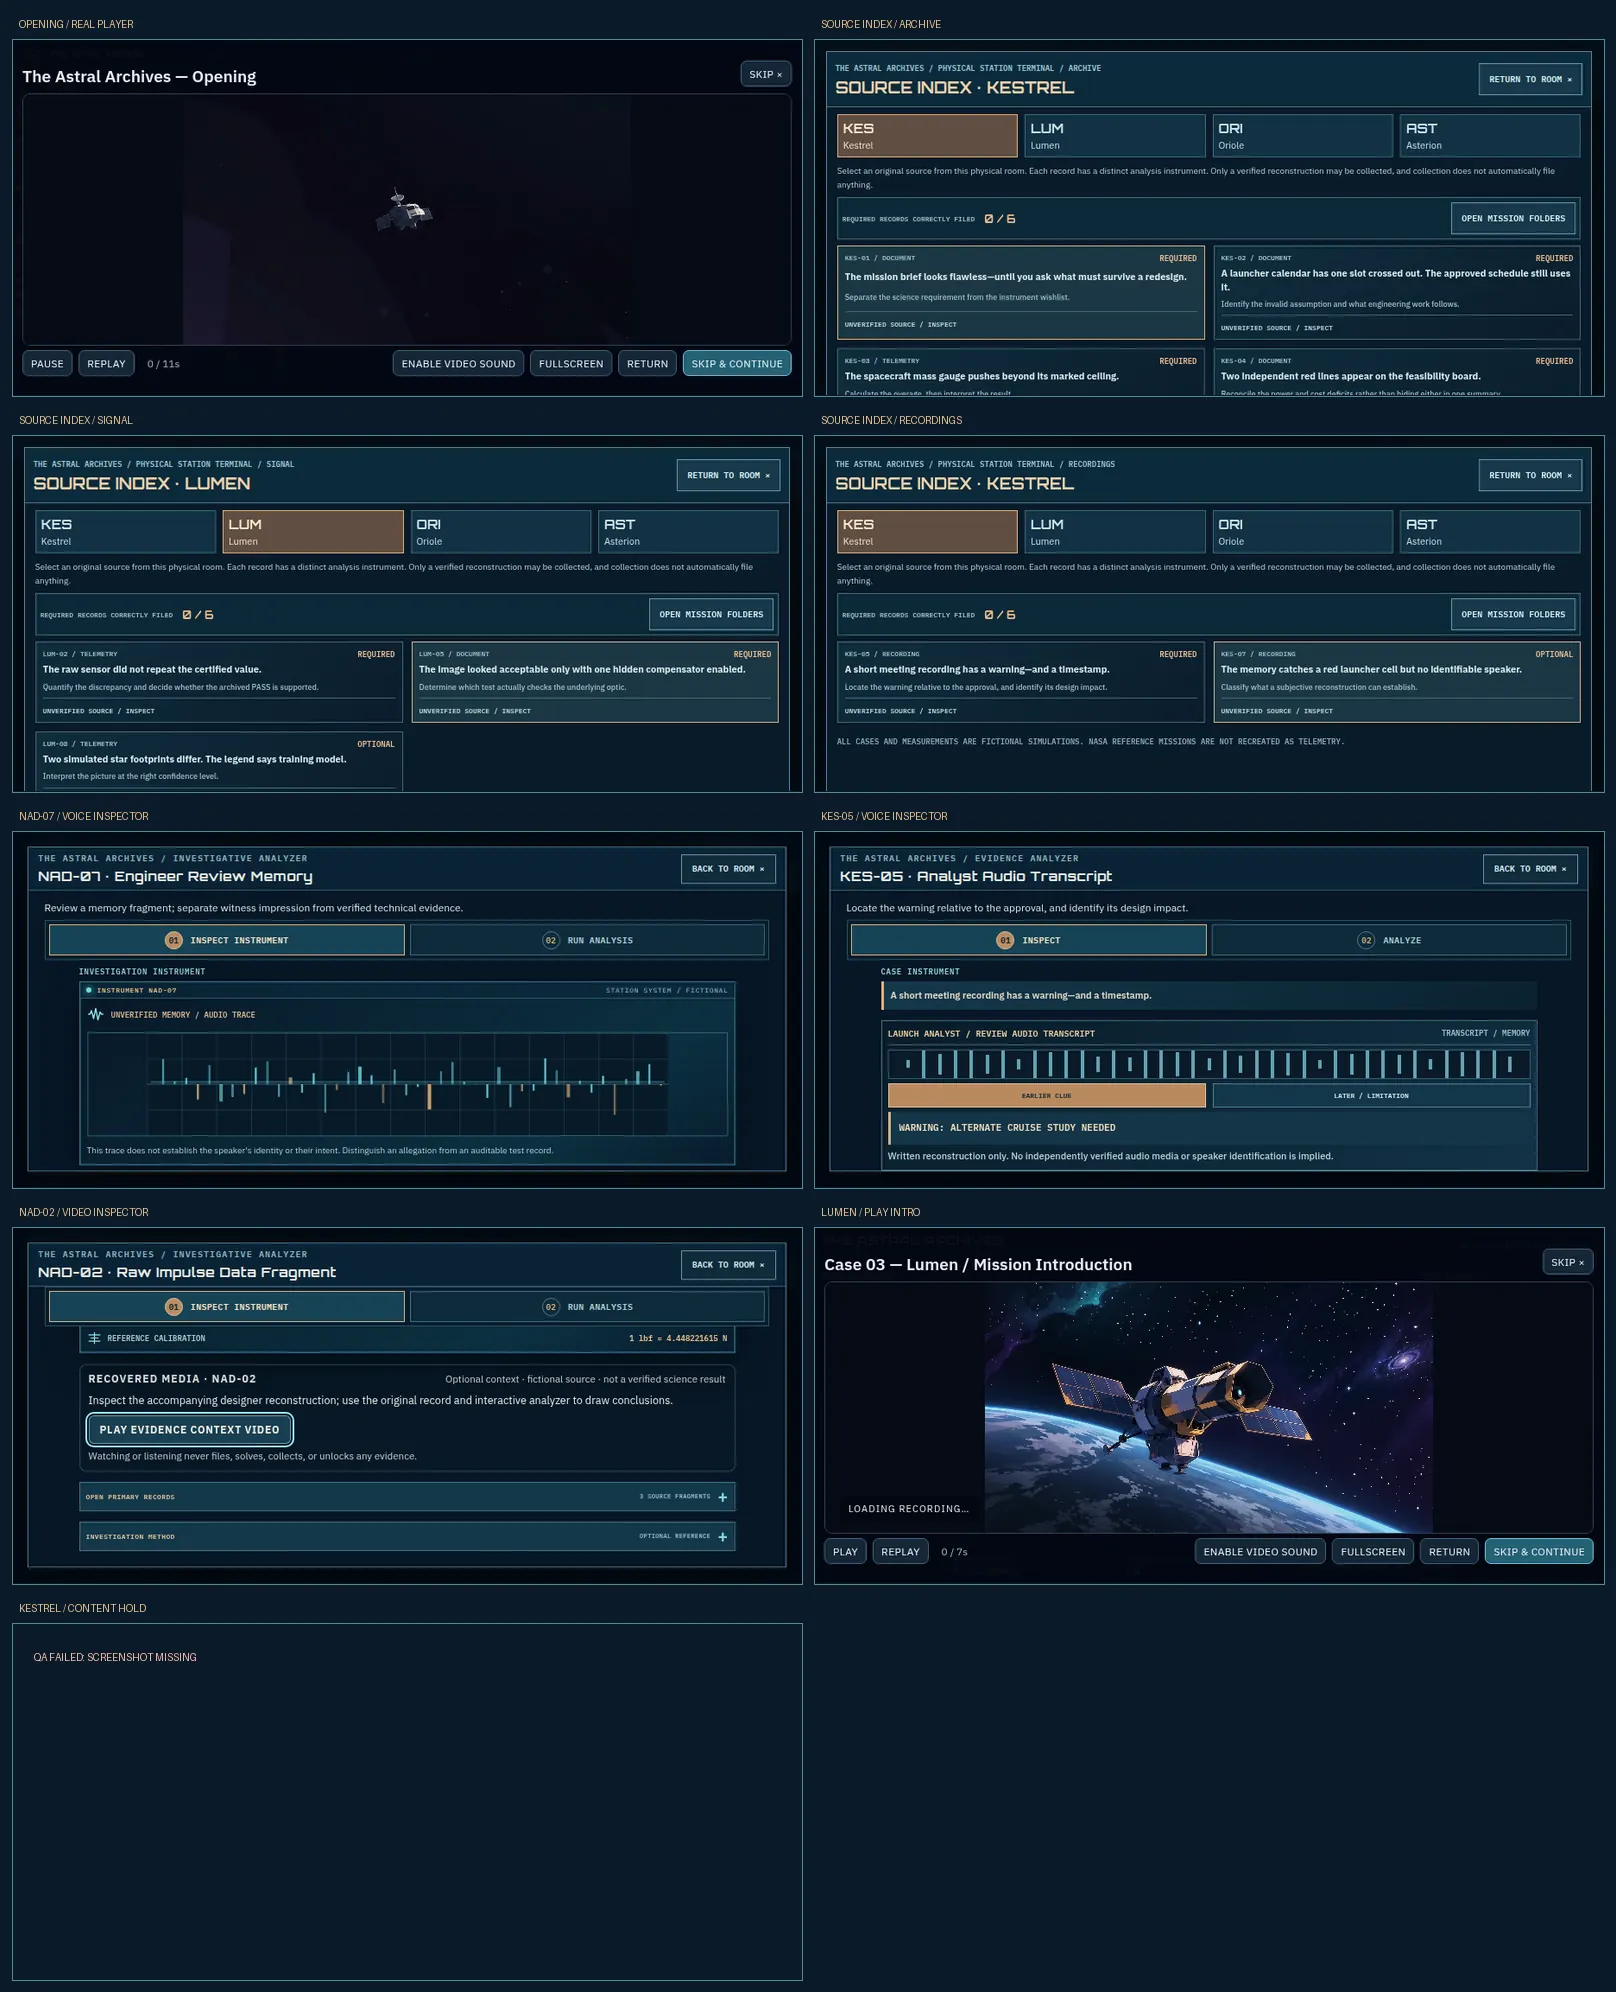 OPENING / REAL PLAYER
The Astral Archives — Opening
SKIP ×
PAUSE
REPLAY
0 / 11s
ENABLE VIDEO SOUND
FULLSCREEN
RETURN
SKIP & CONTINUE
SOURCE INDEX / ARCHIVE
THE ASTRAL ARCHIVES / PHYSICAL STATION TERMINAL / ARCHIVE
SOURCE INDEX · KESTREL
RETURN TO ROOM ×
KES
Kestrel
LUM
Lumen
ORI
Oriole
AST
Asterion
Select an original source from this physical room. Each record has a distinct analysis instrument. Only a verified reconstruction may be collected, and collection does not automatically file
anything.
REQUIRED RECORDS CORRECTLY FILED 0 / 6
OPEN MISSION FOLDERS
KES-01 / DOCUMENT
REQUIRED
The mission brief looks flawless—until you ask what must survive a redesign.
Separate the science requirement from the instrument wishlist.
UNVERIFIED SOURCE / INSPECT
KES-02 / DOCUMENT
REQUIRED
A launcher calendar has one slot crossed out. The approved schedule still uses
it.
Identify the invalid assumption and what engineering work follows.
UNVERIFIED SOURCE / INSPECT
KES-03 / TELEMETRY
REQUIRED
The spacecraft mass gauge pushes beyond its marked ceiling.
Calculate the overage, then interpret the result.
KES-04 / DOCUMENT
REQUIRED
Two independent red lines appear on the feasibility board.
Reconcile the power and cost deficits rather than hiding either in one summary.
SOURCE INDEX / SIGNAL
THE ASTRAL ARCHIVES / PHYSICAL STATION TERMINAL / SIGNAL
SOURCE INDEX · LUMEN
RETURN TO ROOM ×
KES
Kestrel
LUM
Lumen
ORI
Oriole
AST
Asterion
Select an original source from this physical room. Each record has a distinct analysis instrument. Only a verified reconstruction may be collected, and collection does not automatically file
anything.
REQUIRED RECORDS CORRECTLY FILED 0 / 6
OPEN MISSION FOLDERS
LUM-02 / TELEMETRY
REQUIRED
The raw sensor did not repeat the certified value.
Quantify the discrepancy and decide whether the archived PASS is supported.
UNVERIFIED SOURCE / INSPECT
LUM-05 / DOCUMENT
REQUIRED
The image looked acceptable only with one hidden compensator enabled.
Determine which test actually checks the underlying optic.
UNVERIFIED SOURCE / INSPECT
LUM-08 / TELEMETRY
OPTIONAL
Two simulated star footprints differ. The legend says training model.
Interpret the picture at the right confidence level.
SOURCE INDEX / RECORDINGS
THE ASTRAL ARCHIVES / PHYSICAL STATION TERMINAL / RECORDINGS
SOURCE INDEX · KESTREL
RETURN TO ROOM ×
KES
Kestrel
LUM
Lumen
ORI
Oriole
AST
Asterion
Select an original source from this physical room. Each record has a distinct analysis instrument. Only a verified reconstruction may be collected, and collection does not automatically file
anything.
REQUIRED RECORDS CORRECTLY FILED 0 / 6
OPEN MISSION FOLDERS
KES-05 / RECORDING
REQUIRED
A short meeting recording has a warning—and a timestamp.
Locate the warning relative to the approval, and identify its design impact.
UNVERIFIED SOURCE / INSPECT
KES-07 / RECORDING
OPTIONAL
The memory catches a red launcher cell but no identifiable speaker.
Classify what a subjective reconstruction can establish.
UNVERIFIED SOURCE / INSPECT
ALL CASES AND MEASUREMENTS ARE FICTIONAL SIMULATIONS. NASA REFERENCE MISSIONS ARE NOT RECREATED AS TELEMETRY.
NAD-07 / VOICE INSPECTOR
THE ASTRAL ARCHIVES / INVESTIGATIVE ANALYZER
NAD-07 · Engineer Review Memory
BACK TO ROOM ×
Review a memory fragment; separate witness impression from verified technical evidence.
01 INSPECT INSTRUMENT
02 RUN ANALYSIS
INVESTIGATION INSTRUMENT
INSTRUMENT NAD-07
STATION SYSTEM / FICTIONAL
UNVERIFIED MEMORY / AUDIO TRACE
This trace does not establish the speaker's identity or their intent. Distinguish an allegation from an auditable test record.
KES-05 / VOICE INSPECTOR
THE ASTRAL ARCHIVES / EVIDENCE ANALYZER
KES-05 · Analyst Audio Transcript
BACK TO ROOM ×
Locate the warning relative to the approval, and identify its design impact.
01 INSPECT
02 ANALYZE
CASE INSTRUMENT
A short meeting recording has a warning—and a timestamp.
LAUNCH ANALYST / REVIEW AUDIO TRANSCRIPT
TRANSCRIPT / MEMORY
EARLIER CLUE
LATER / LIMITATION
WARNING: ALTERNATE CRUISE STUDY NEEDED
Written reconstruction only. No independently verified audio media or speaker identification is implied.
NAD-02 / VIDEO INSPECTOR
THE ASTRAL ARCHIVES / INVESTIGATIVE ANALYZER
NAD-02 · Raw Impulse Data Fragment
BACK TO ROOM ×
01 INSPECT INSTRUMENT
02 RUN ANALYSIS
REFERENCE CALIBRATION
1 lbf = 4.448221615 N
RECOVERED MEDIA · NAD-02
Optional context · fictional source · not a verified science result
Inspect the accompanying designer reconstruction; use the original record and interactive analyzer to draw conclusions.
PLAY EVIDENCE CONTEXT VIDEO
Watching or listening never files, solves, collects, or unlocks any evidence.
OPEN PRIMARY RECORDS
3 SOURCE FRAGMENTS +
INVESTIGATION METHOD
OPTIONAL REFERENCE +
LUMEN / PLAY INTRO
Case 03 — Lumen / Mission Introduction
SKIP ×
LOADING RECORDING…
PLAY
REPLAY
0 / 7s
ENABLE VIDEO SOUND
FULLSCREEN
RETURN
SKIP & CONTINUE
KESTREL / CONTENT HOLD
QA FAILED: SCREENSHOT MISSING